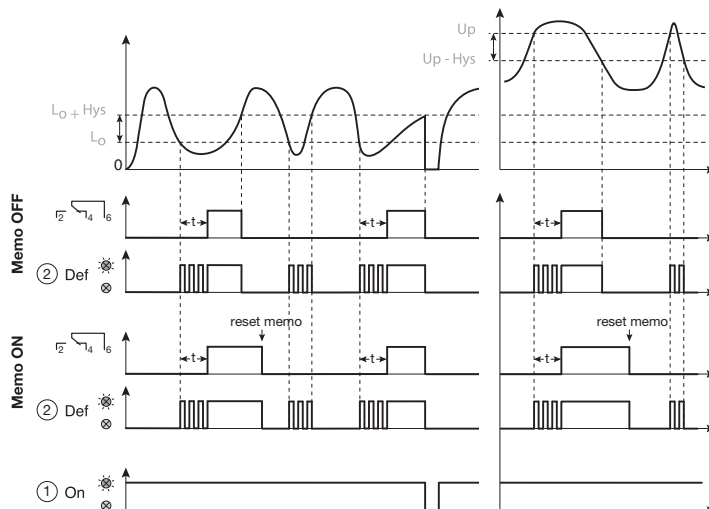 Up
Up - Hys
Lo + Hys
Lo
0
Memo OFF
2 4 6
t t t
2 Def
reset memo reset memo
Memo ON
2 4 6
t t t
2 Def
1 On